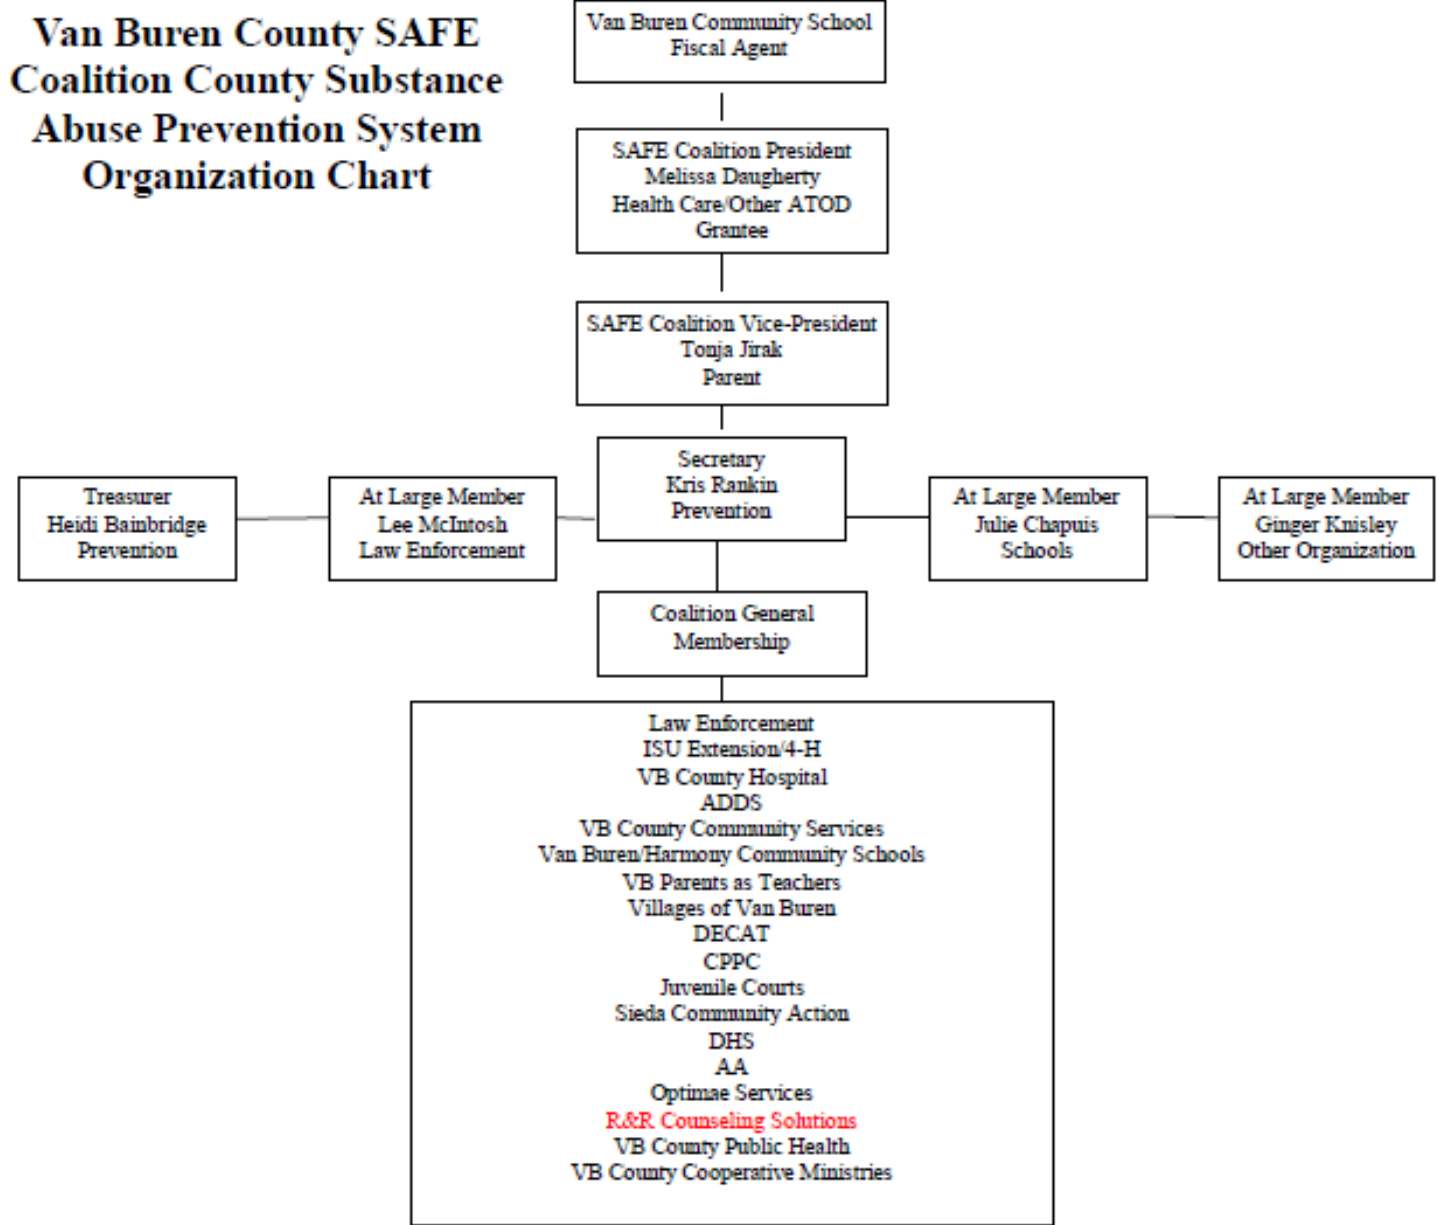 Van Buren County SAFE
Coalition County Substance
Abuse Prevention System
Organization Chart
Van Buren Community School
Fiscal Agent
SAFE Coalition President
Melissa Daugherty
Health Care/Other ATOD
Grantee
SAFE Coalition Vice-President
Tonja Jirak
Parent
Secretary
Kris Rankin
Prevention
Treasurer
Heidi Bainbridge
Prevention
At Large Member
Lee McIntosh
Law Enforcement
At Large Member
Julie Chapuis
Schools
At Large Member
Ginger Knisley
Other Organization
Coalition General
Membership
Law Enforcement
ISU Extension/4-H
VB County Hospital
ADDS
VB County Community Services
Van Buren/Harmony Community Schools
VB Parents as Teachers
Villages of Van Buren
DECAT
CPPC
Juvenile Courts
Sieda Community Action
DHS
AA
Optimae Services
R&R Counseling Solutions
VB County Public Health
VB County Cooperative Ministries